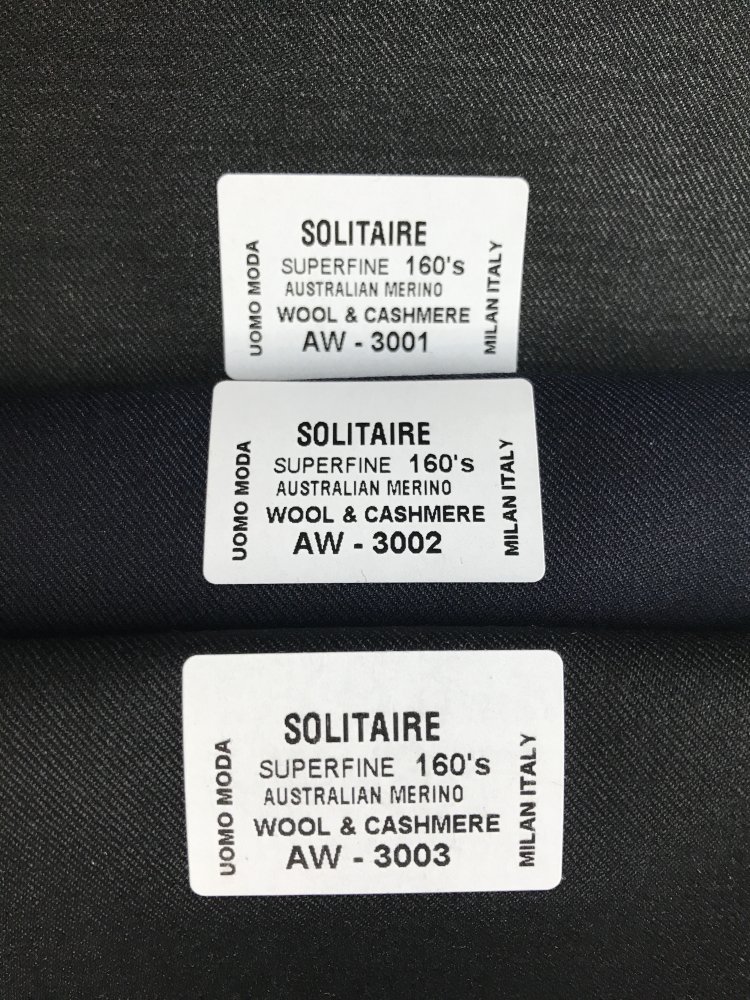 SOLITAIRE
SUPERFINE 160's
AUSTRALIAN MERINO
WOOL & CASHMERE
AW - 3001
UOMO MODA
MILAN ITALY
SOLITAIRE
SUPERFINE 160's
AUSTRALIAN MERINO
WOOL & CASHMERE
AW - 3002
UOMO MODA
MILAN ITALY
SOLITAIRE
SUPERFINE 160's
AUSTRALIAN MERINO
WOOL & CASHMERE
AW - 3003
UOMO MODA
MILAN ITALY